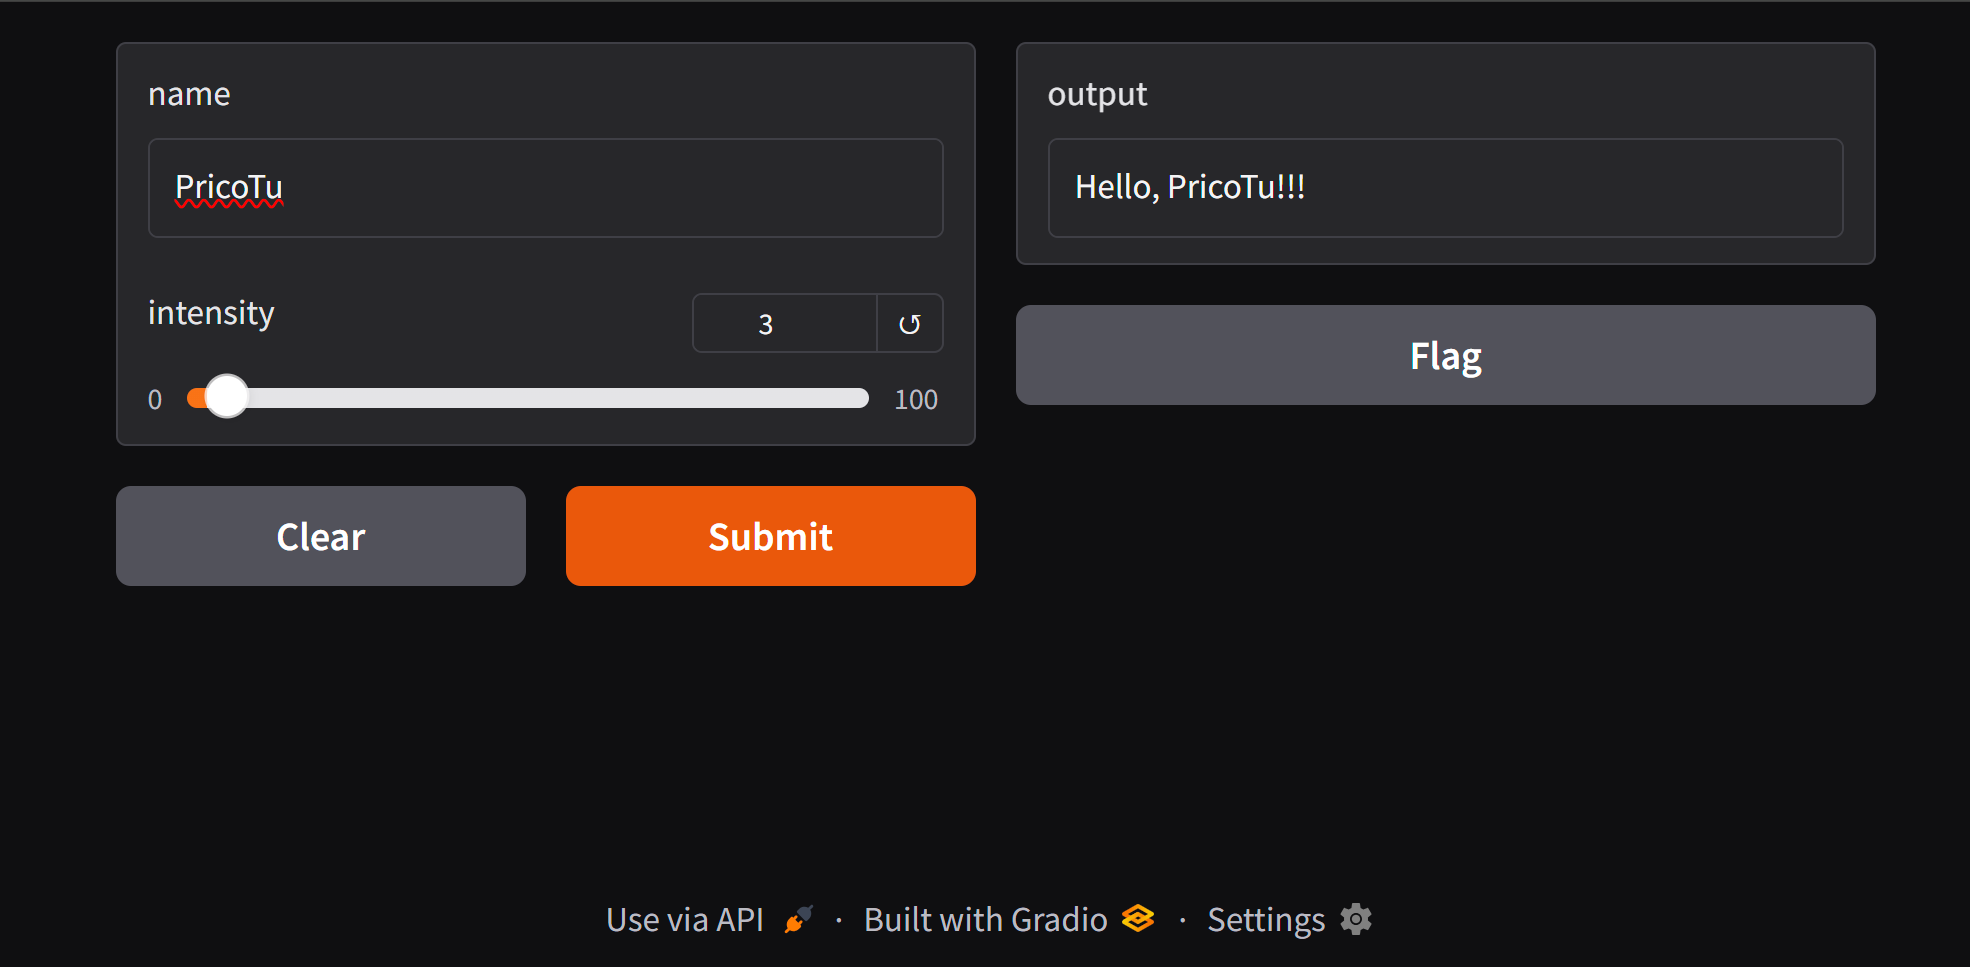 name
PricoTu
intensity
3
0
100
Clear
Submit
output
Hello, PricoTu!!!
Flag
Use via API · Built with Gradio · Settings